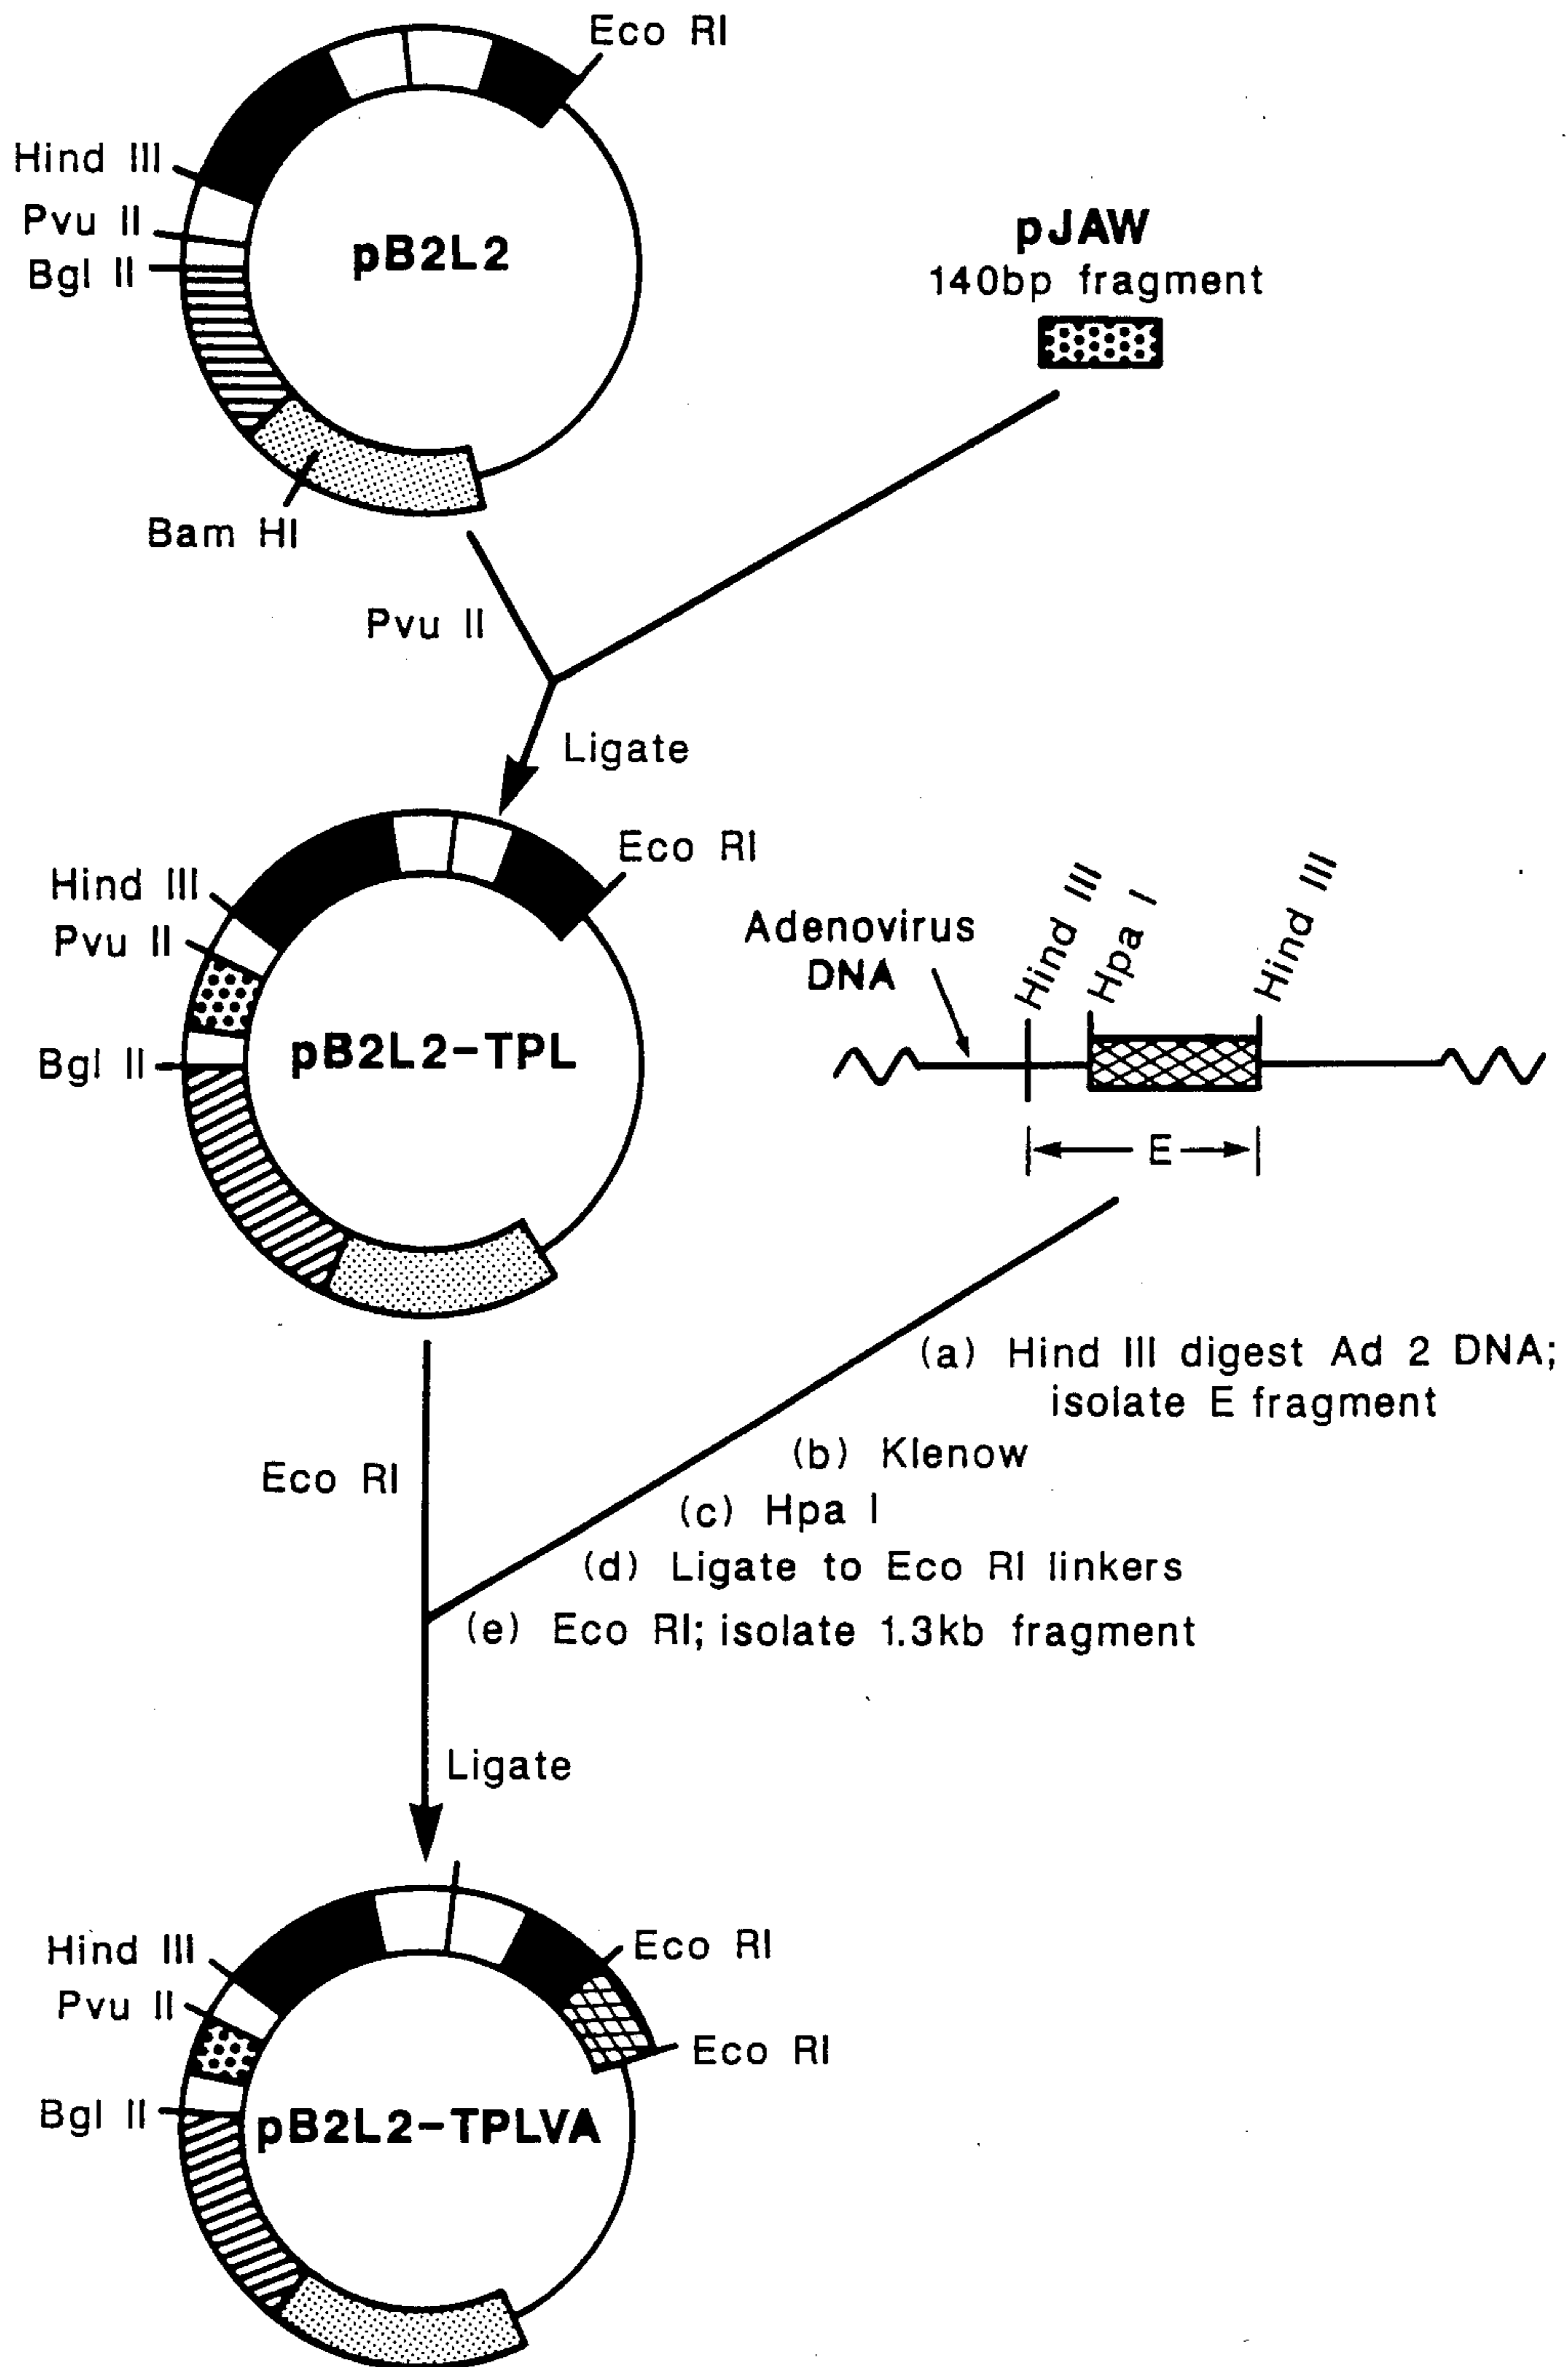 Eco RI
Hind III
Pvu II
Bgl II
pB2L2
Bam HI
pJAW
140bp fragment
Pvu II
Ligate
Eco RI
Hind III
Pvu II
Bgl II
pB2L2-TPL
Adenovirus
DNA
Hind III
Hpa I
Hind III
E
(a) Hind III digest Ad 2 DNA;
isolate E fragment
(b) Klenow
(c) Hpa I
(d) Ligate to Eco RI linkers
(e) Eco RI; isolate 1.3kb fragment
Eco RI
Ligate
Hind III
Pvu II
Bgl II
Eco RI
Eco RI
pB2L2-TPLVA